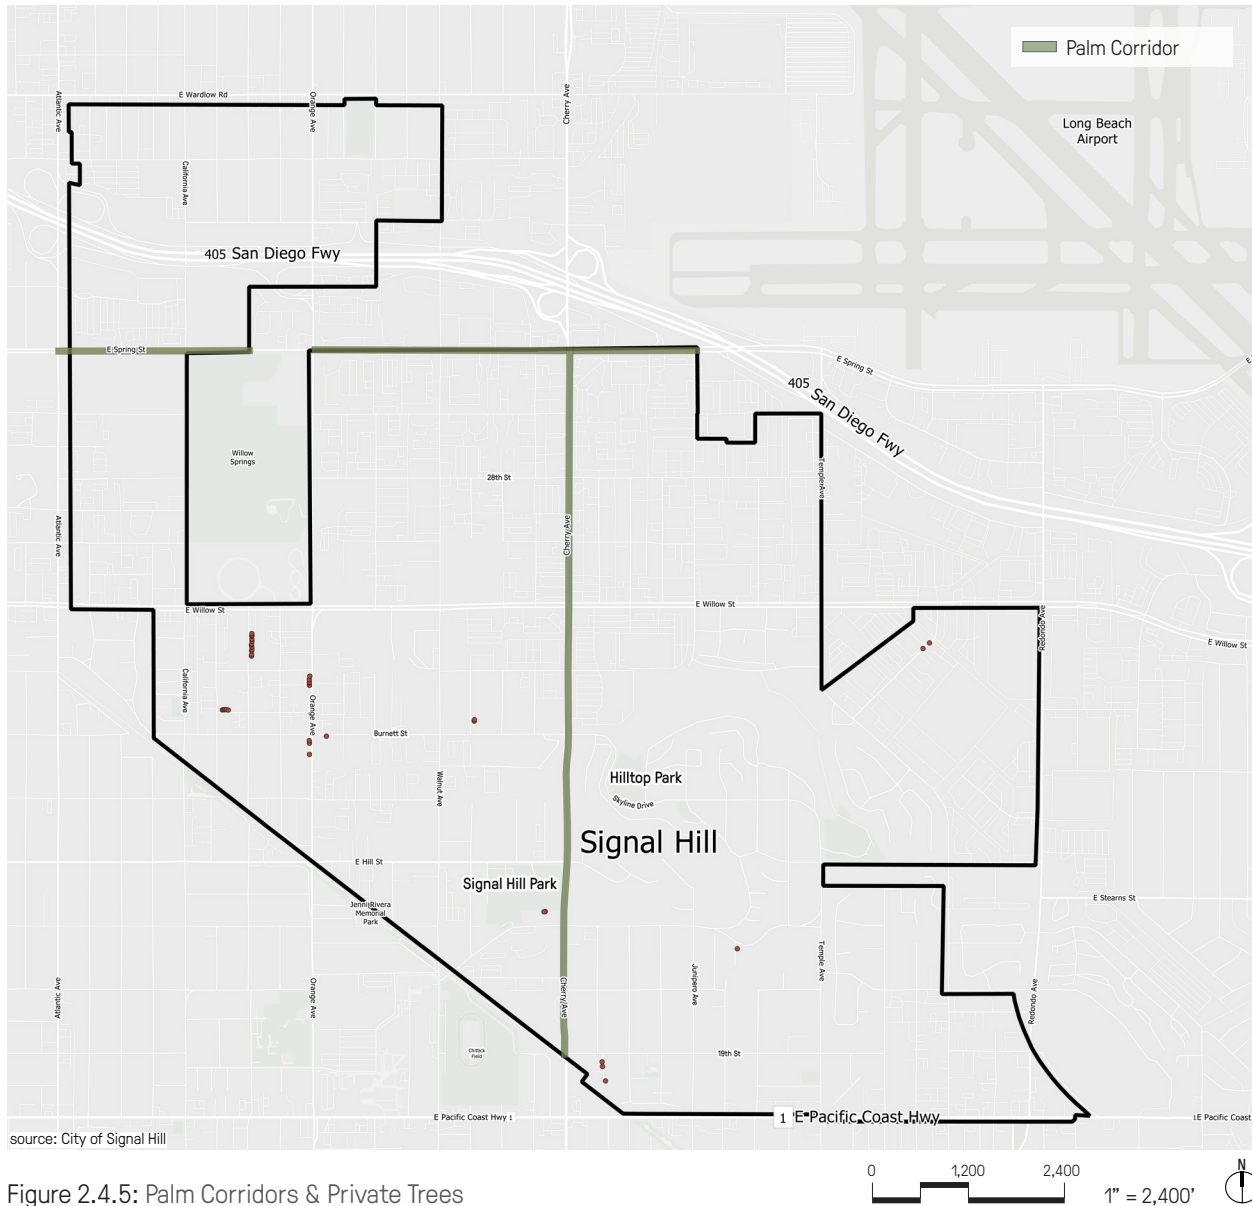 Palm Corridor
E Wardlow Rd
Atlantic Ave
Orange Ave
Cherry Ave
Long Beach
Airport
California Ave
405 San Diego Fwy
E Spring St
E Spring St
405 San Diego Fwy
Willow
Springs
28th St
Temple Ave
Atlantic Ave
Cherry Ave
E Willow St
E Willow St
Redondo Ave
E Willow St
California Ave
Orange Ave
Burnett St
Walnut Ave
Hilltop Park
Skyline Drive
Signal Hill
E Hill St
Signal Hill Park
Jenni Rivera
Memorial
Park
E Stearns St
Temple Ave
Juniparo Ave
Atlantic Ave
Orange Ave
Cherry Ave
Redondo Ave
Chittick
Field
19th St
E Pacific Coast Hwy 1
1 E Pacific Coast Hwy
1 E Pacific Coast
source: City of Signal Hill
Figure 2.4.5: Palm Corridors & Private Trees
0 1,200 2,400
1” = 2,400’
N